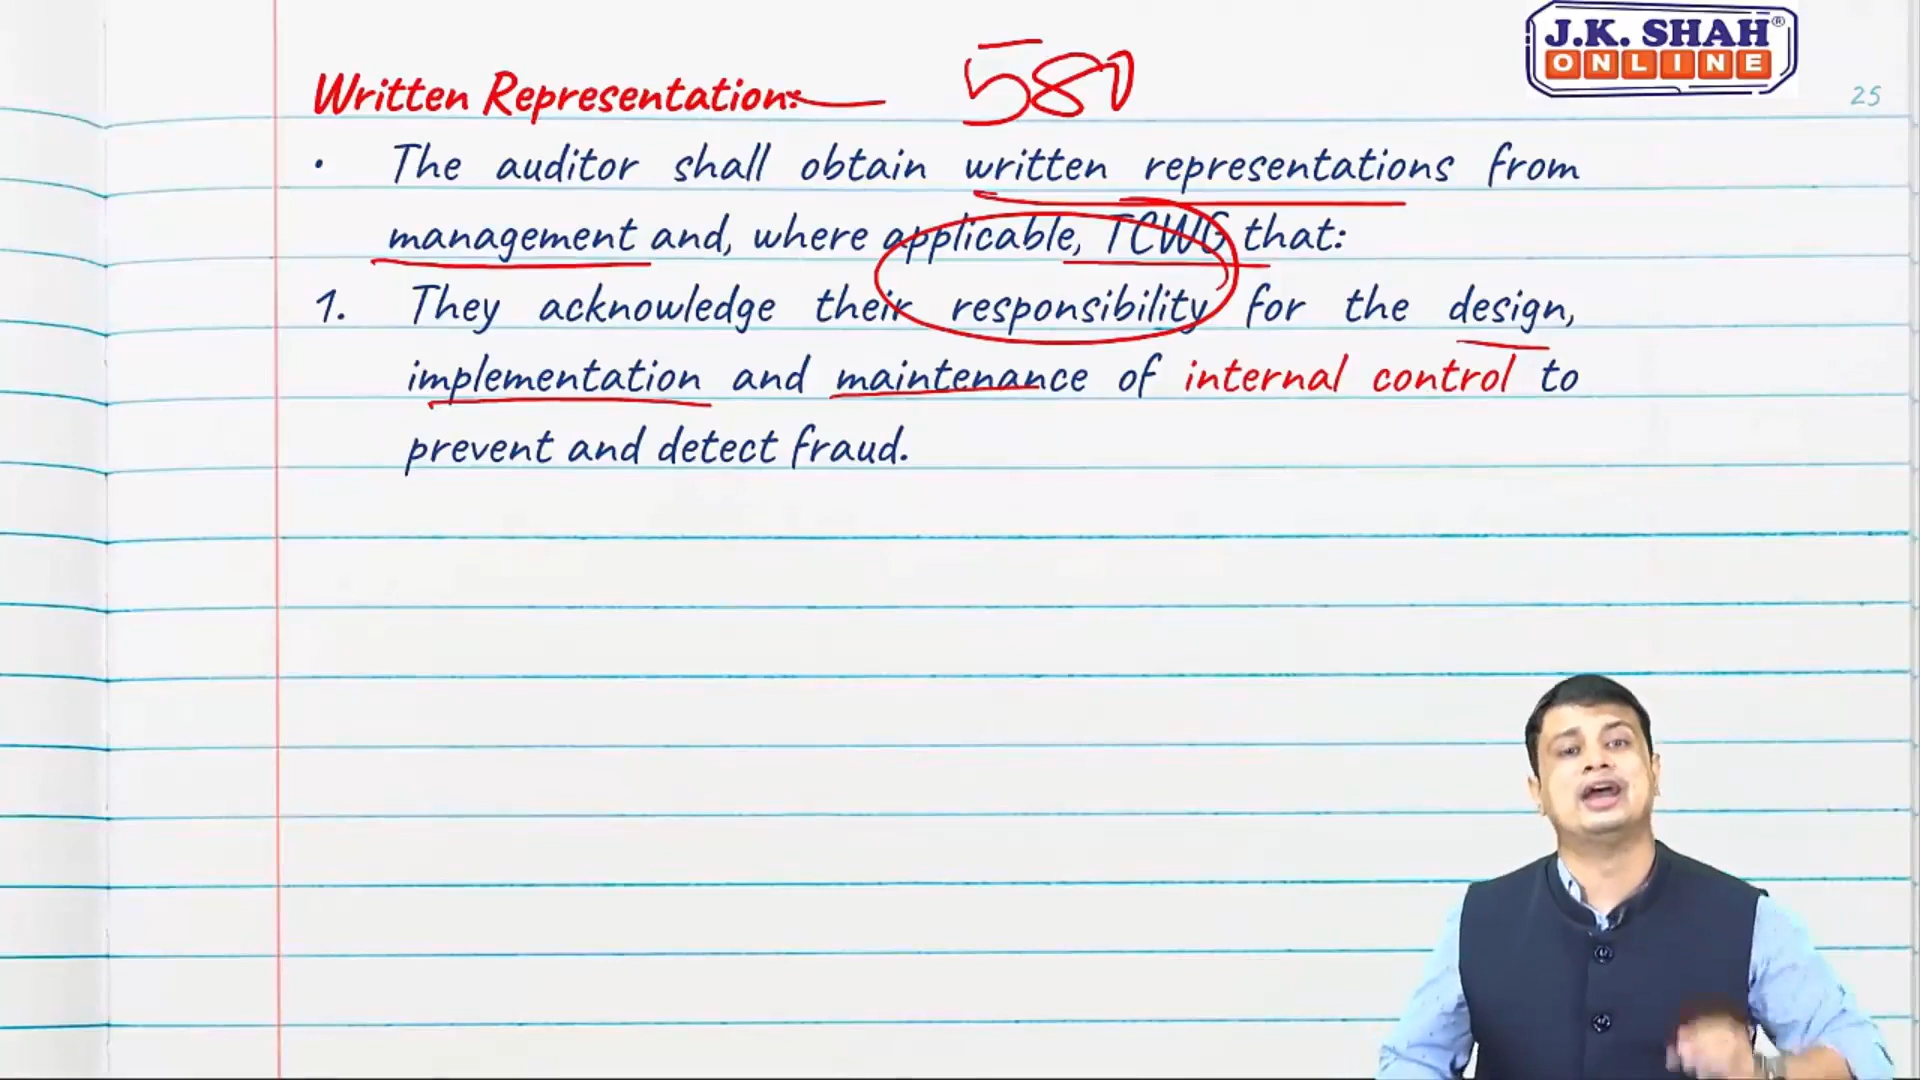 J.K. SHAH®
ONLINE
25
Written Representation: 580
• The auditor shall obtain written representations from
management and, where applicable, TCWG that:
1. They acknowledge their responsibility for the design,
implementation and maintenance of internal control to
prevent and detect fraud.